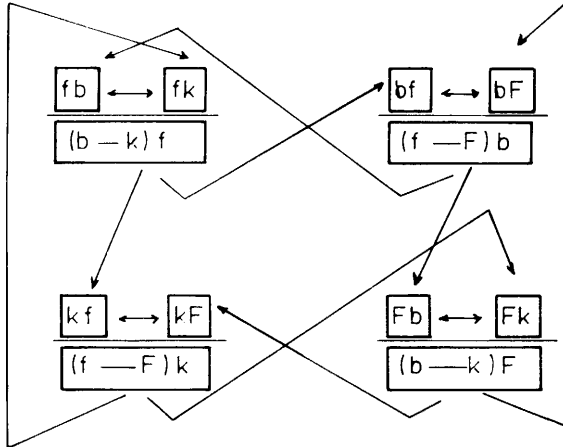 fb fk bf bF
(b — k) f (f — F) b
kf kF Fb Fk
(f — F) k (b — k) F